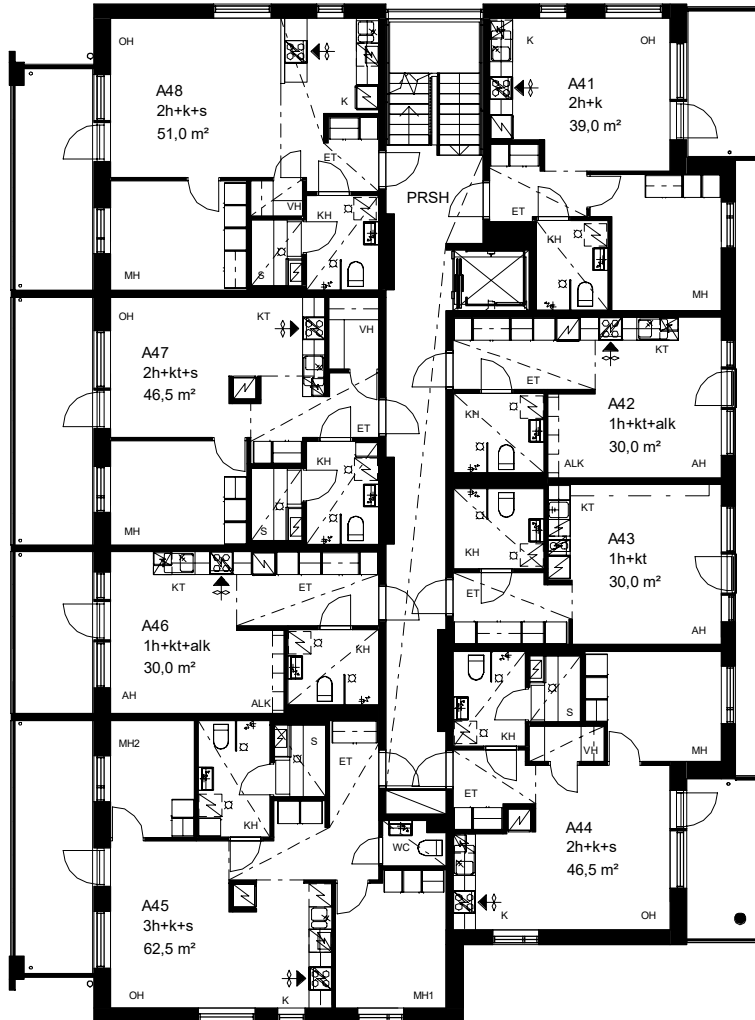 OH
A48
2h+k+s
51,0 m²
K
ET
VH
KH
MH
S
K
OH
A41
2h+k
39,0 m²
PRSH
ET
KH
MH
OH
KT
A47
2h+kt+s
46,5 m²
VH
ET
KH
MH
S
KT
ET
A42
1h+kt+alk
30,0 m²
KH
ALK
AH
KT
A43
1h+kt
30,0 m²
KH
ET
AH
KT
ET
A46
1h+kt+alk
30,0 m²
KH
AH
ALK
S
KH
VH
MH
ET
A44
2h+k+s
46,5 m²
K
OH
MH2
S
ET
KH
WC
A45
3h+k+s
62,5 m²
OH
K
MH1